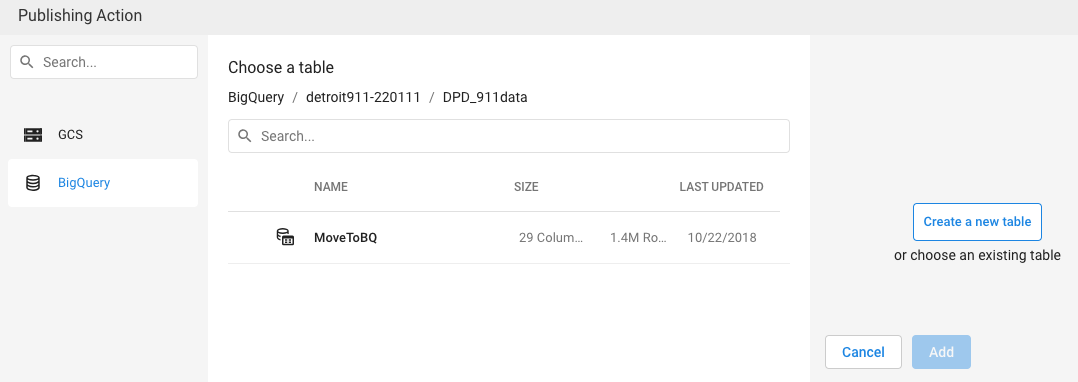 Publishing Action
Search...
GCS
BigQuery
Choose a table
BigQuery / detroit911-220111 / DPD_911data
Search...
NAME SIZE LAST UPDATED
MoveToBQ 29 Colum... 1.4M Ro... 10/22/2018
Create a new table
or choose an existing table
Cancel Add